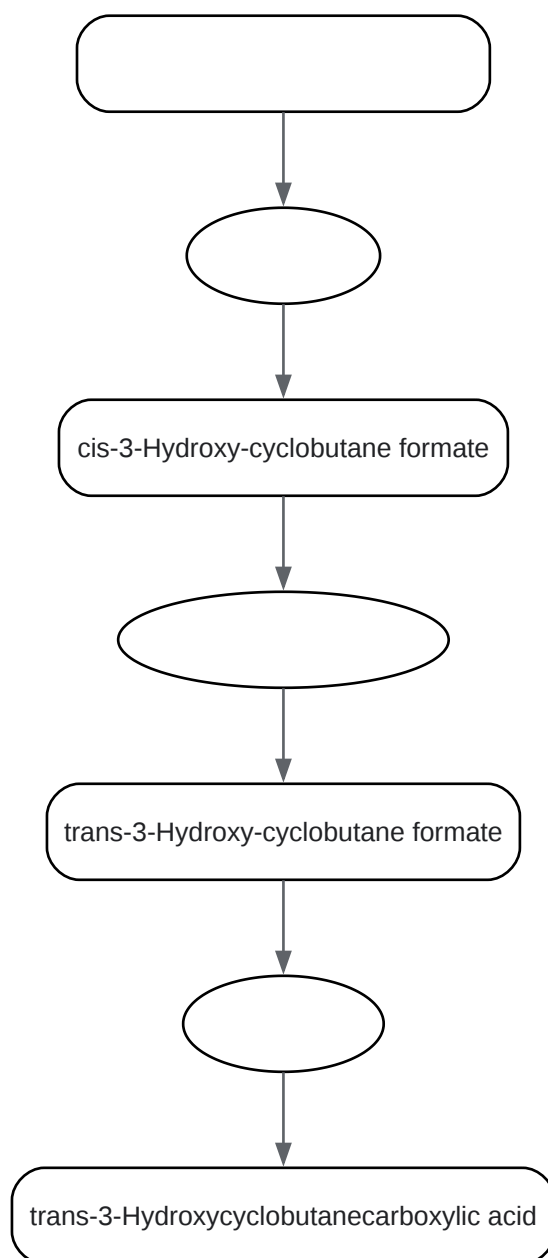 cis-3-Hydroxy-cyclobutane formate
trans-3-Hydroxy-cyclobutane formate
trans-3-Hydroxycyclobutanecarboxylic acid